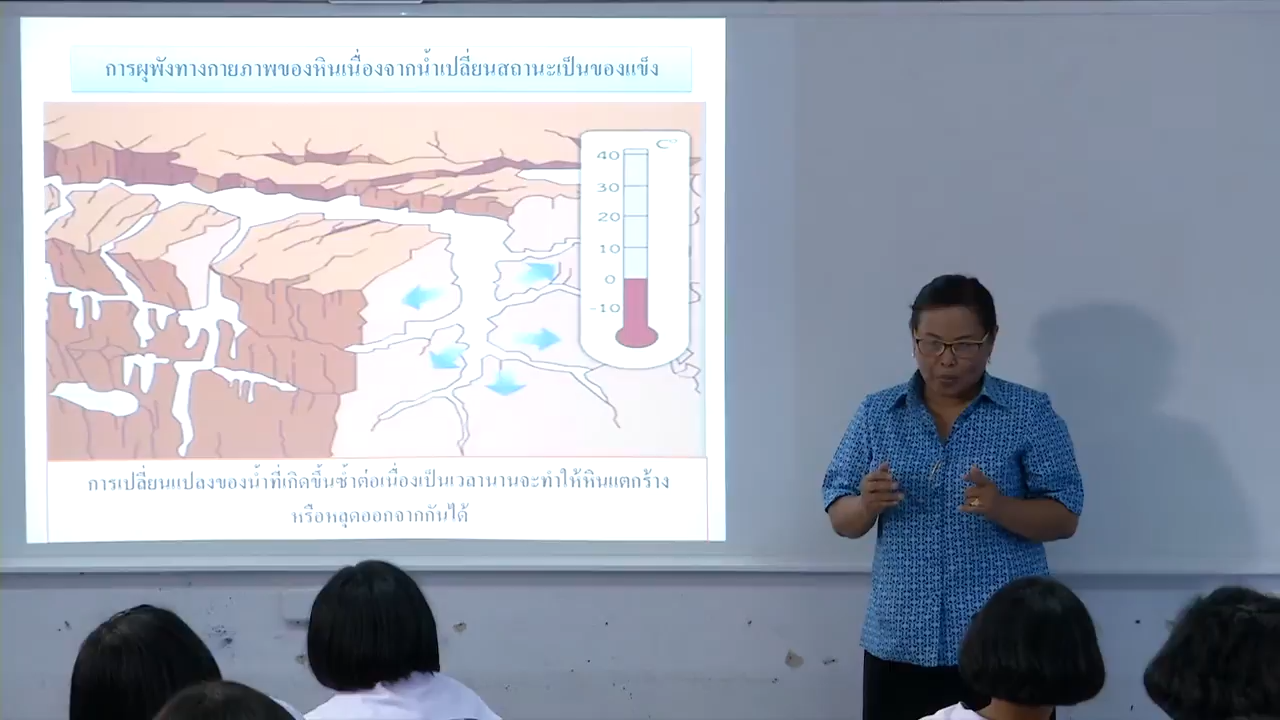 การผุพังทางกายภาพของหินเนื่องจากน้ำเปลี่ยนสถานะเป็นของแข็ง
40
30
20
10
0
-10
การเปลี่ยนแปลงของน้ำที่เกิดขึ้นซ้ำต่อเนื่องเป็นเวลานานจะทำให้หินแตกร้าง
หรือหลุดออกจากกันได้